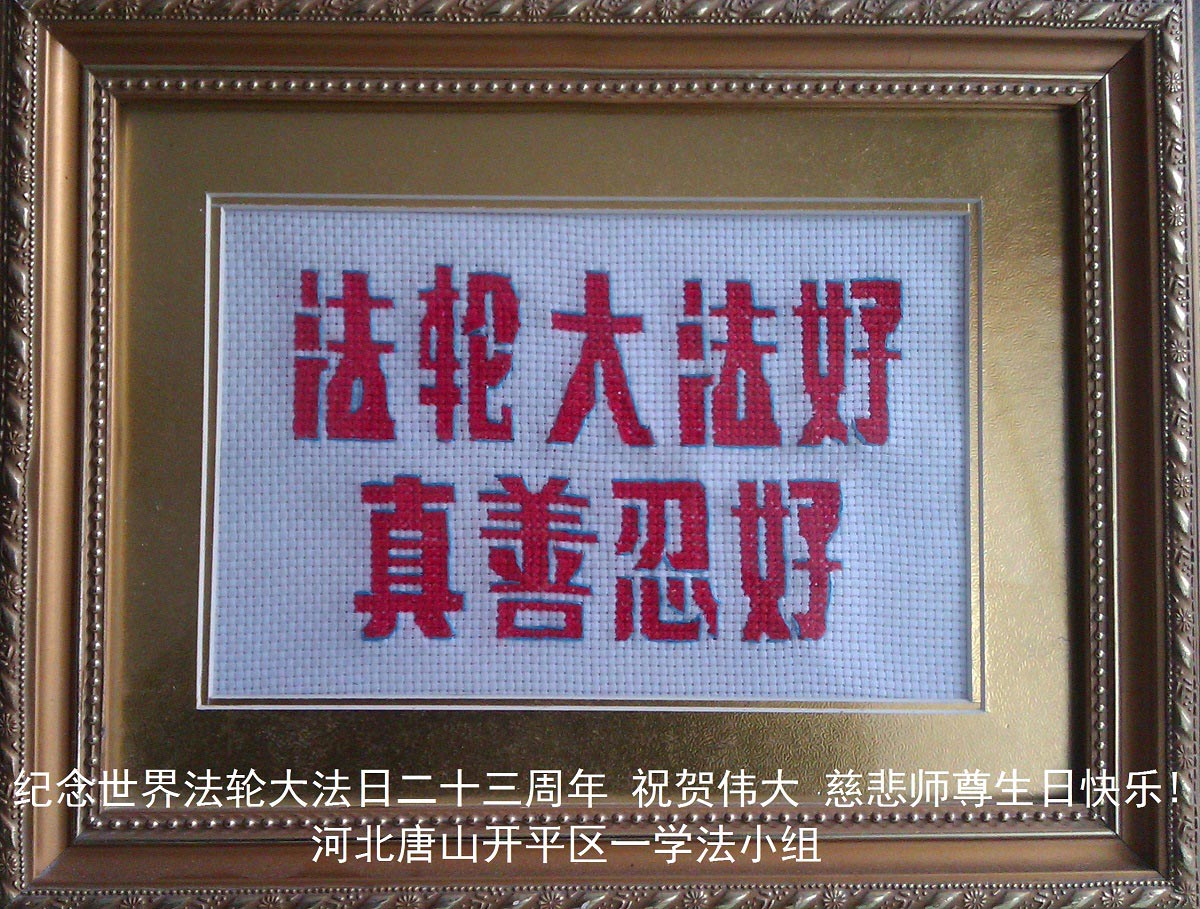 法轮大法好
真善忍好
纪念世界法轮大法日二十三周年 祝贺伟大 慈悲师尊生日快乐!
河北唐山开平区一学法小组